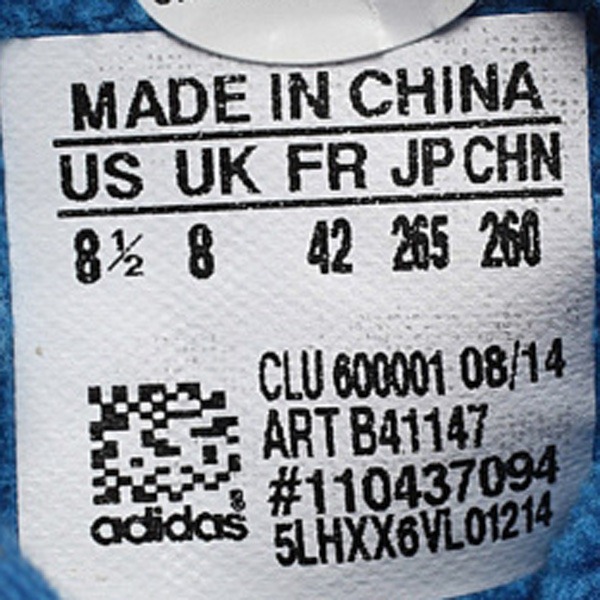 MADE IN CHINA
US UK FR JP CHN
8½ 8 42 265 260
CLU 600001 08/14
ART B41147
#110437094
5LHXX6VL01214
adidas®